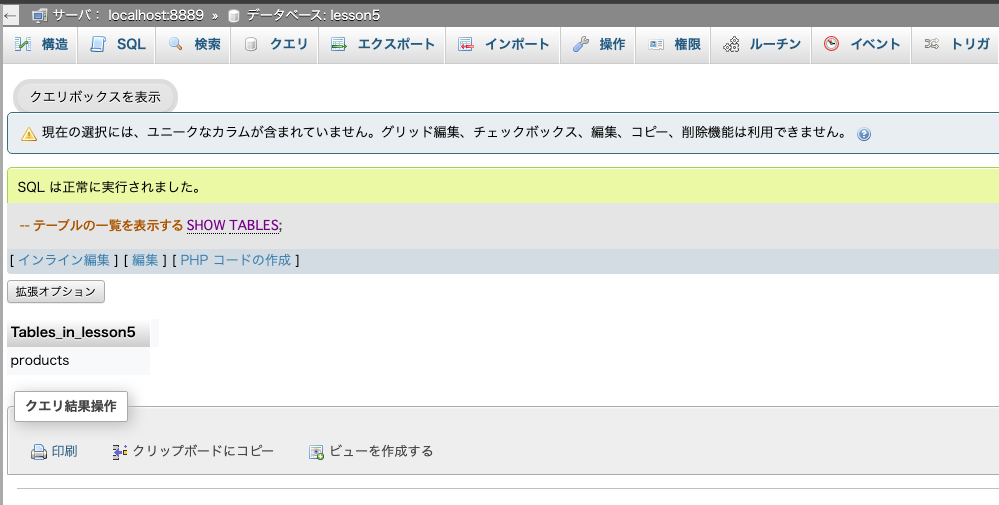 ← サーバ: localhost:8889 » データベース: lesson5
構造 SQL 検索 クエリ エクスポート インポート 操作 権限 ルーチン イベント トリガ
クエリボックスを表示
現在の選択には、ユニークなカラムが含まれていません。グリッド編集、チェックボックス、編集、コピー、削除機能は利用できません。
SQL は正常に実行されました。
-- テーブルの一覧を表示する SHOW TABLES;
[ インライン編集 ] [ 編集 ] [ PHP コードの作成 ]
拡張オプション
Tables_in_lesson5
products
クエリ結果操作
印刷 クリップボードにコピー ビューを作成する